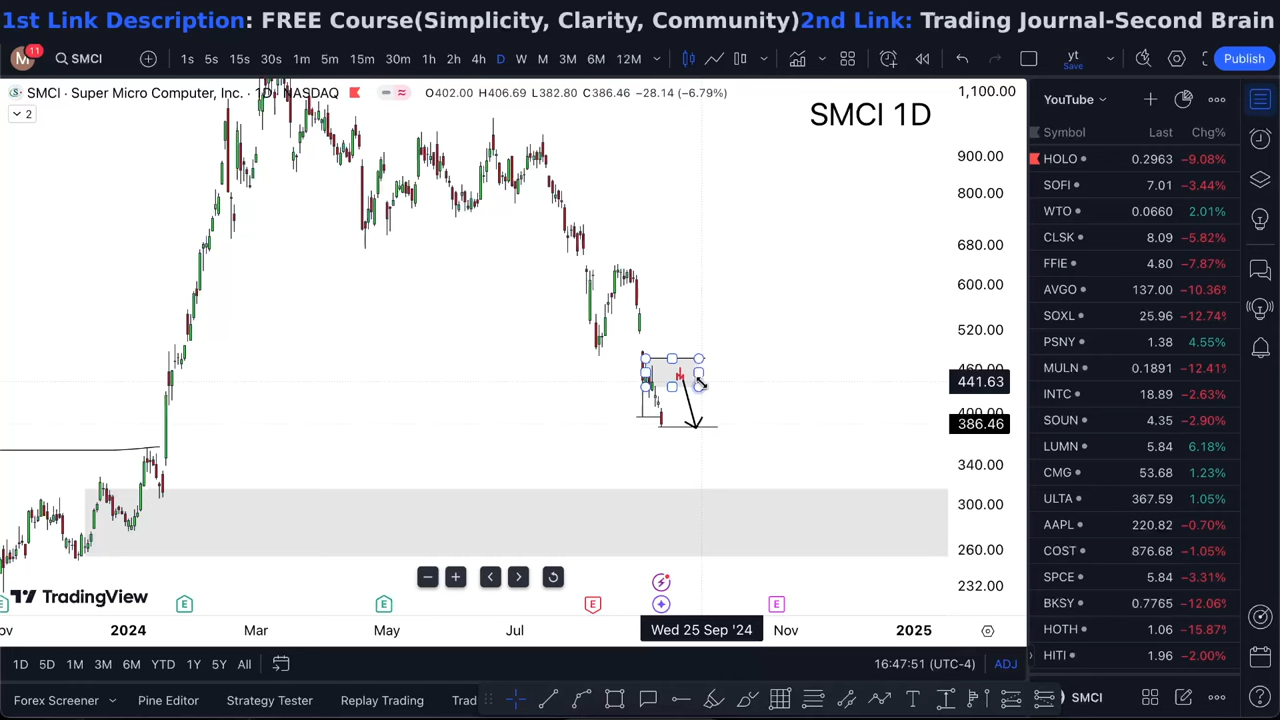 1st Link Description: FREE Course(Simplicity, Clarity, Community)2nd Link: Trading Journal-Second Brain
M 11 SMCI 1s 5s 15s 30s 1m 5m 15m 30m 1h 2h 4h D W M 3M 6M 12M yt Save Publish
S SMCI · Super Micro Computer, Inc. · 1D · NASDAQ O402.00 H406.69 L382.80 C386.46 −28.14 (−6.79%)
2
SMCI 1D
1,100.00
900.00
800.00
680.00
600.00
520.00
460.00
441.63
400.00
386.46
340.00
300.00
260.00
232.00
M
TradingView
E E E E
ov 2024 Mar May Jul Wed 25 Sep '24 Nov 2025
1D 5D 1M 3M 6M YTD 1Y 5Y All 16:47:51 (UTC-4) ADJ
Forex Screener Pine Editor Strategy Tester Replay Trading Trad
YouTube
Symbol Last Chg%
HOLO 0.2963 −9.08%
SOFI 7.01 −3.44%
WTO 0.0660 2.01%
CLSK 8.09 −5.82%
FFIE 4.80 −7.87%
AVGO 137.00 −10.36%
SOXL 25.96 −12.74%
PSNY 1.38 4.55%
MULN 0.1891 −12.41%
INTC 18.89 −2.63%
SOUN 4.35 −2.90%
LUMN 5.84 6.18%
CMG 53.68 1.23%
ULTA 367.59 1.05%
AAPL 220.82 −0.70%
COST 876.68 −1.05%
SPCE 5.84 −3.31%
BKSY 0.7765 −12.06%
HOTH 1.06 −15.87%
HITI 1.96 −2.00%
SMCI